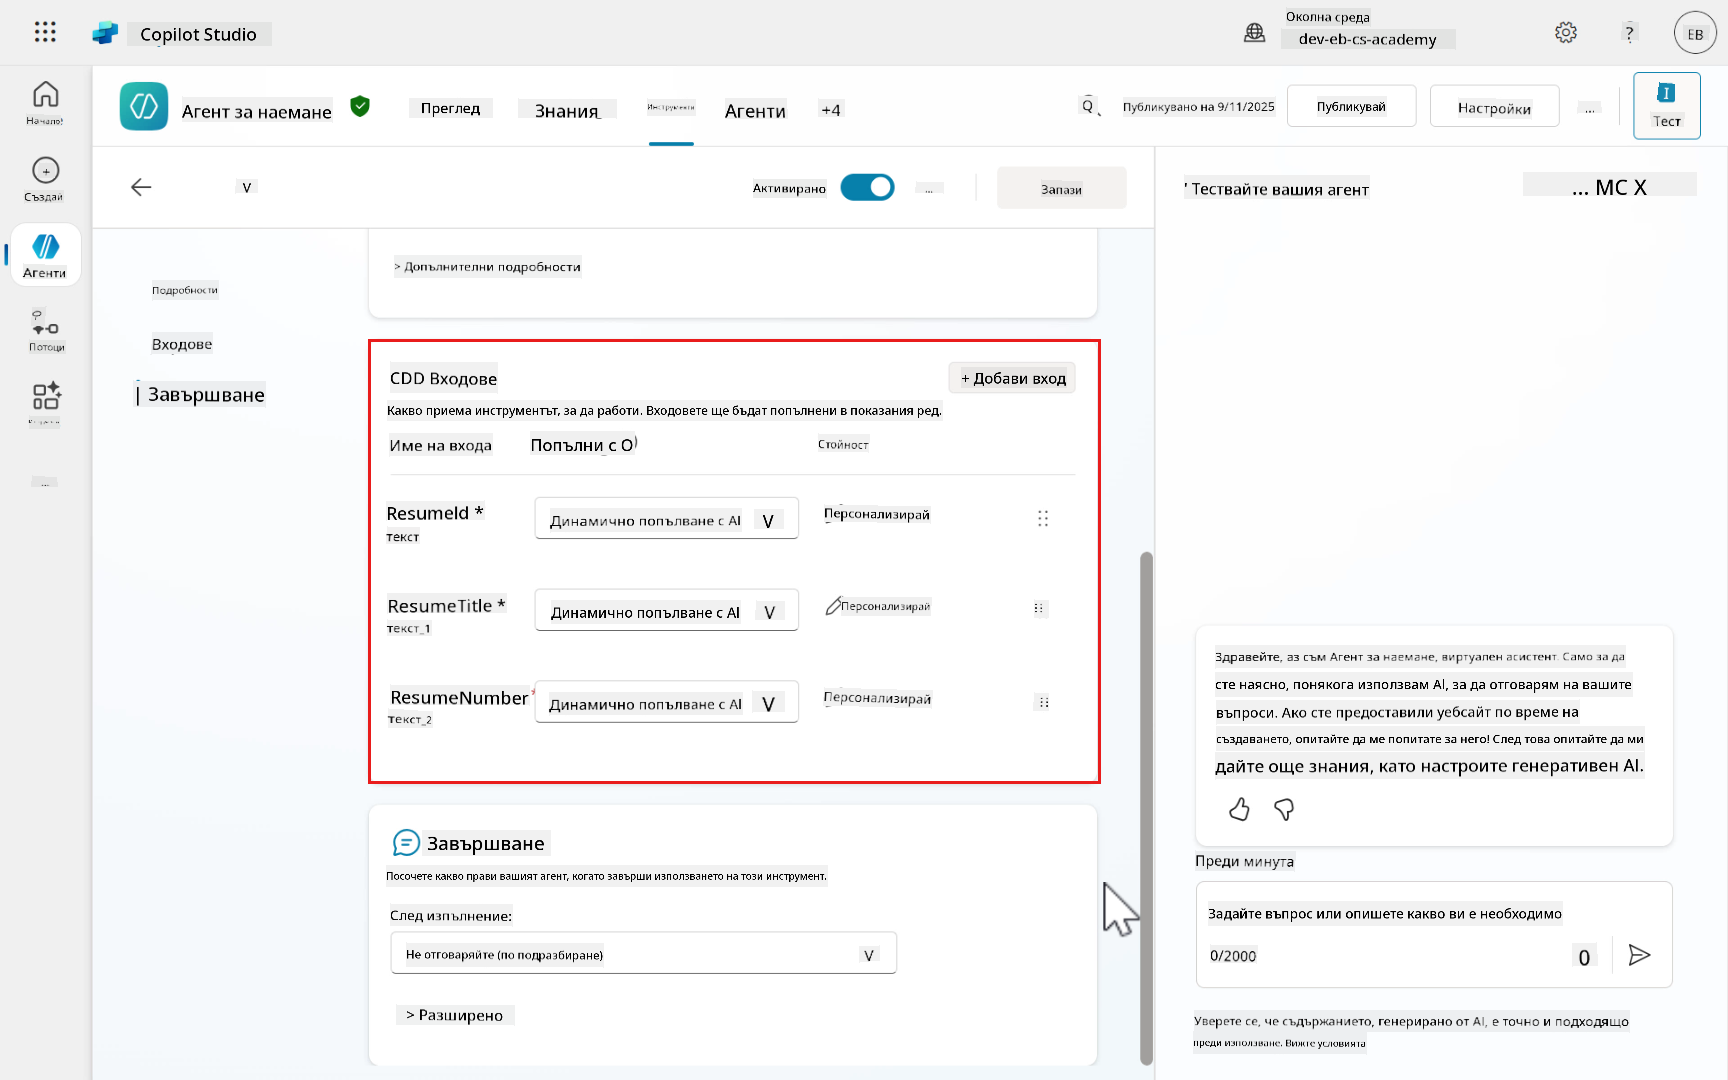 Copilot Studio
Околна среда
dev-eb-cs-academy
?
EB
Начало!
Създай
Агенти
Потоци
...
Агент за наемане
Преглед
Знания
Инструменти
Агенти
+4
Публикувано на 9/11/2025
Публикувай
Настройки
...
Тест
V
Активирано
...
Запази
Подробности
Входове
| Завършване
> Допълнителни подробности
CDD Входове
+ Добави вход
Какво приема инструментът, за да работи. Входовете ще бъдат попълнени в показания ред.
Име на входа
Попълни с O
Стойност
ResumeId *
текст
Динамично попълване с AI V
Персонализирай
ResumeTitle *
текст_1
Динамично попълване с AI V
Персонализирай
ResumeNumber *
текст_2
Динамично попълване с AI V
Персонализирай
Завършване
Посочете какво прави вашият агент, когато завърши използването на този инструмент.
След изпълнение:
Не отговаряйте (по подразбиране) V
> Разширено
' Тествайте вашия агент
... MC X
Здравейте, аз съм Агент за наемане, виртуален асистент. Само за да
сте наясно, понякога използвам AI, за да отговарям на вашите
въпроси. Ако сте предоставили уебсайт по време на
създаването, опитайте да ме попитате за него! След това опитайте да ми
дайте още знания, като настроите генеративен AI.
Преди минута
Задайте въпрос или опишете какво ви е необходимо
0/2000
0
Уверете се, че съдържанието, генерирано от AI, е точно и подходящо
преди използване. Вижте условията